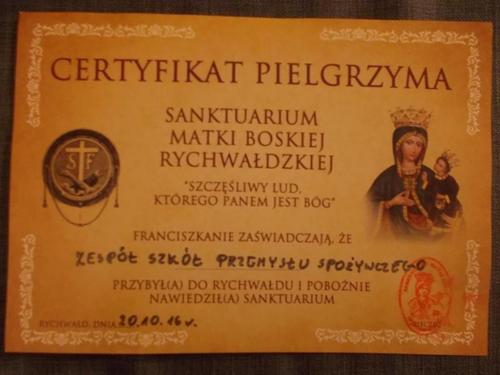 CERTYFIKAT PIELGRZYMA
SANKTUARIUM
MATKI BOSKIEJ
RYCHWAŁDZKIEJ
"SZCZĘŚLIWY LUD,
KTÓREGO PANEM JEST BÓG"
FRANCISZKANIE ZAŚWIADCZAJĄ, ŻE
ZESPÓŁ SZKÓŁ PRZEMYSŁU SPOŻYWCZEGO
PRZYBYŁ(A) DO RYCHWAŁDU I POBOŻNIE
NAWIEDZIŁ(A) SANKTUARIUM
RYCHWAŁD, DNIA 20.10.16 r.